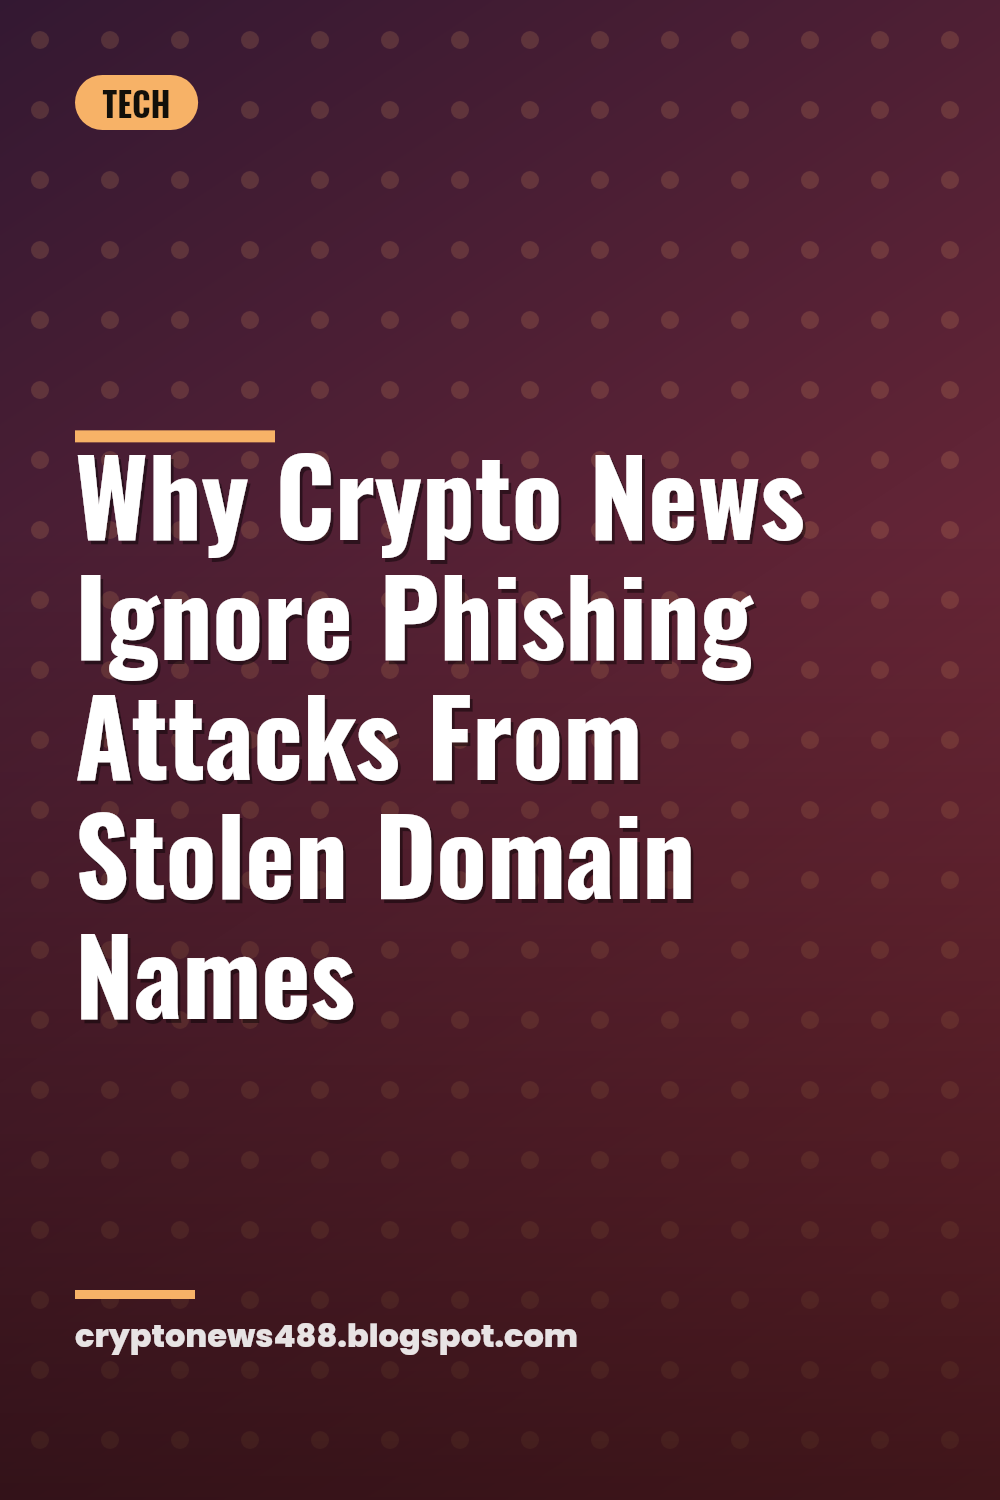 TECH
Why Crypto News
Ignore Phishing
Attacks From
Stolen Domain
Names
cryptonews488.blogspot.com